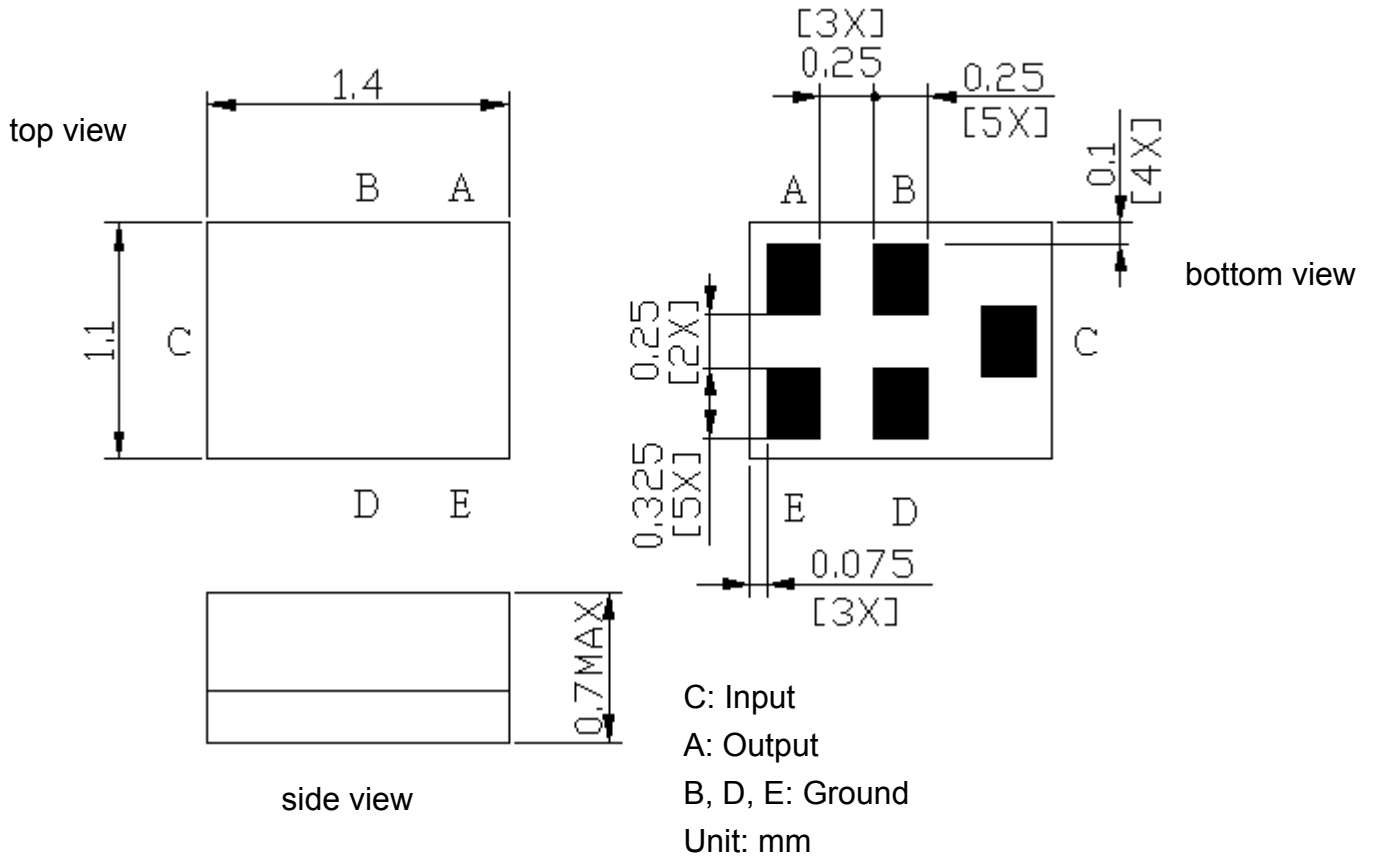 top view
1.4
B A
1.1
C
D E
0.7MAX
side view
[3X]
0.25
0.25
[5X]
0.1
[4X]
A B
bottom view
0.25
[2X]
C
0.325
[5X]
E D
0.075
[3X]
C: Input
A: Output
B, D, E: Ground
Unit: mm